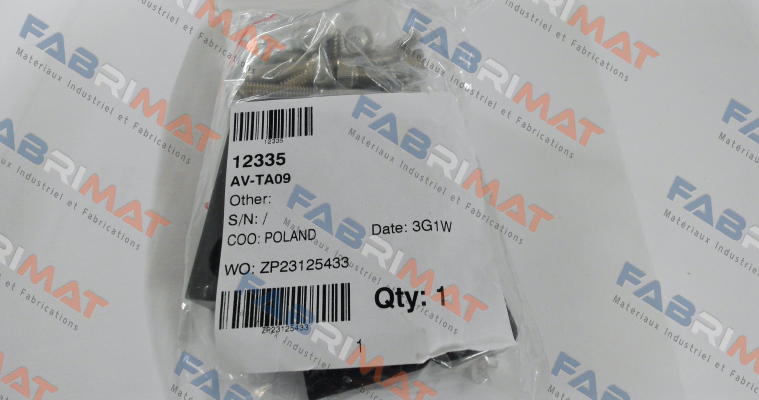 12335
12335
AV-TA09
Other:
S/N: /
COO: POLAND Date: 3G1W
WO: ZP23125433
Qty: 1
ZP23125433
1
FABRIMAT
Matériaux Industriel et Fabrications